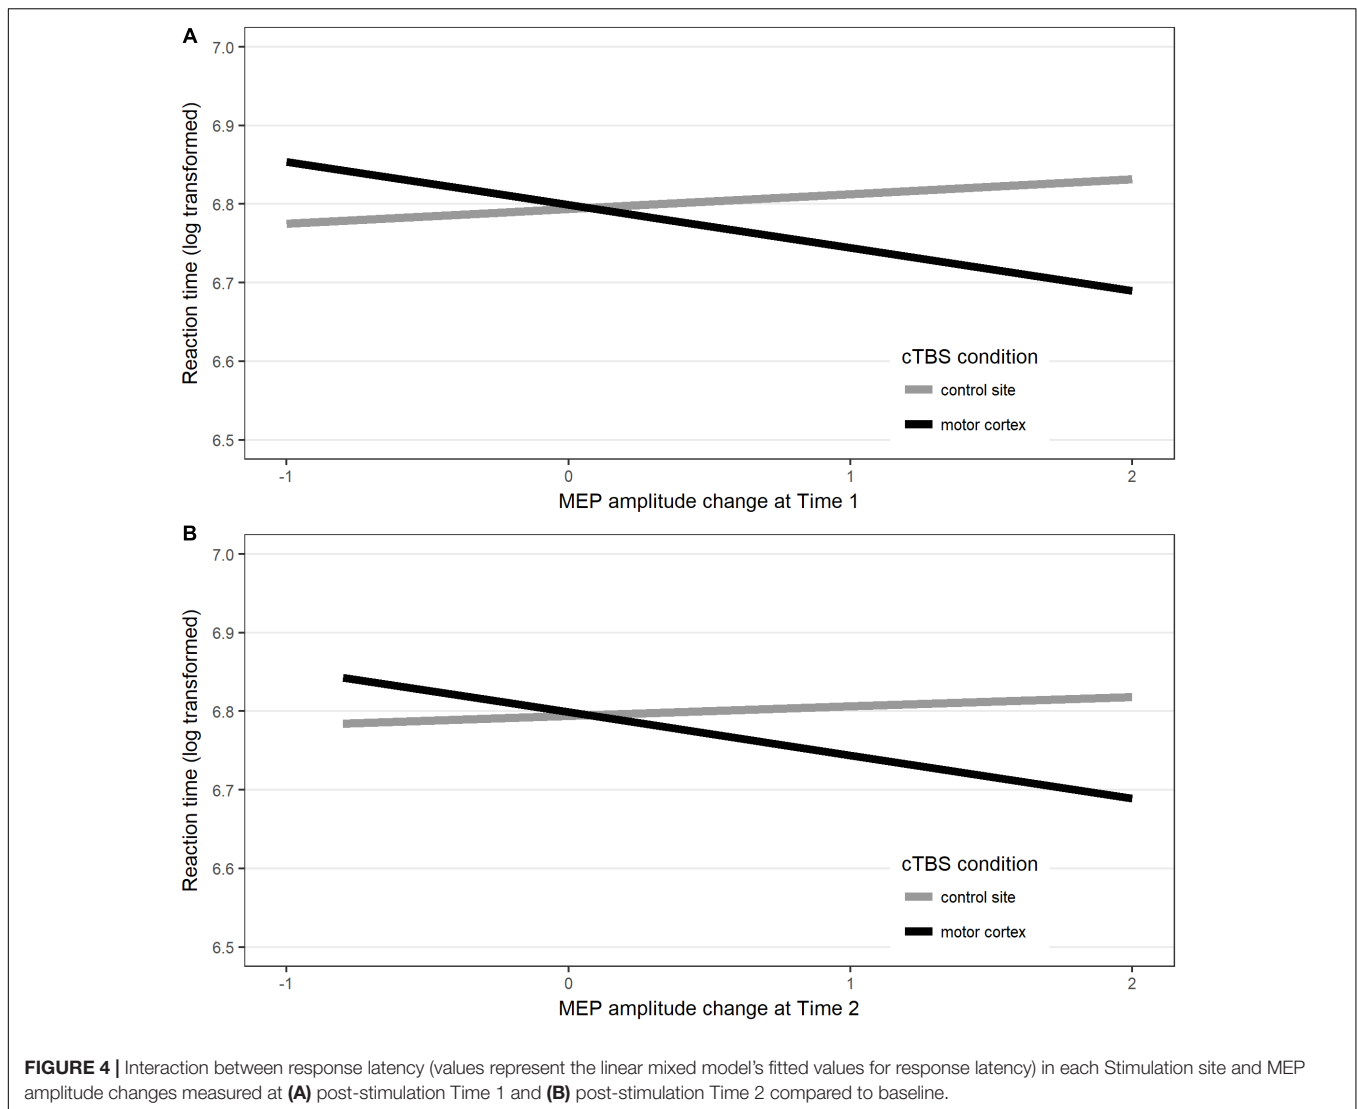 A
7.0
6.9
6.8
6.7
6.6
6.5
Reaction time (log transformed)
cTBS condition
control site
motor cortex
-1 0 1 2
MEP amplitude change at Time 1
B
7.0
6.9
6.8
6.7
6.6
6.5
Reaction time (log transformed)
cTBS condition
control site
motor cortex
-1 0 1 2
MEP amplitude change at Time 2
FIGURE 4 | Interaction between response latency (values represent the linear mixed model's fitted values for response latency) in each Stimulation site and MEP
amplitude changes measured at (A) post-stimulation Time 1 and (B) post-stimulation Time 2 compared to baseline.